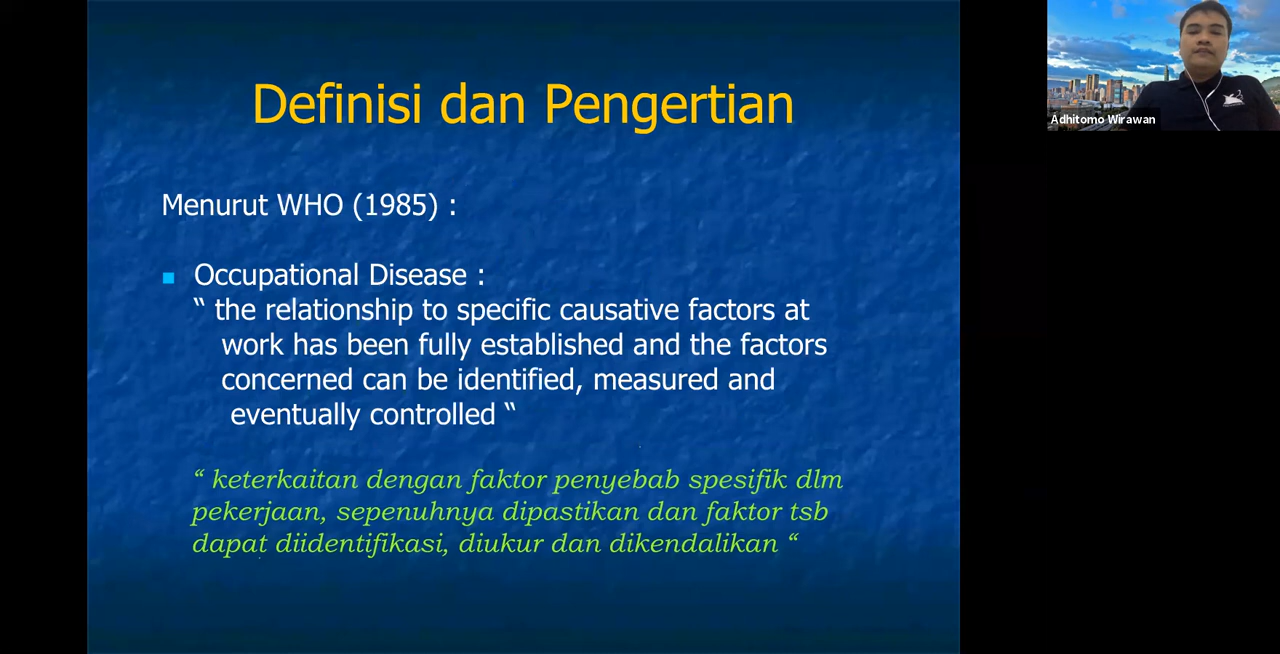 Definisi dan Pengertian
Menurut WHO (1985) :
Occupational Disease :
“ the relationship to specific causative factors at
work has been fully established and the factors
concerned can be identified, measured and
eventually controlled “
“ keterkaitan dengan faktor penyebab spesifik dlm
pekerjaan, sepenuhnya dipastikan dan faktor tsb
dapat diidentifikasi, diukur dan dikendalikan “
Adhitomo Wirawan